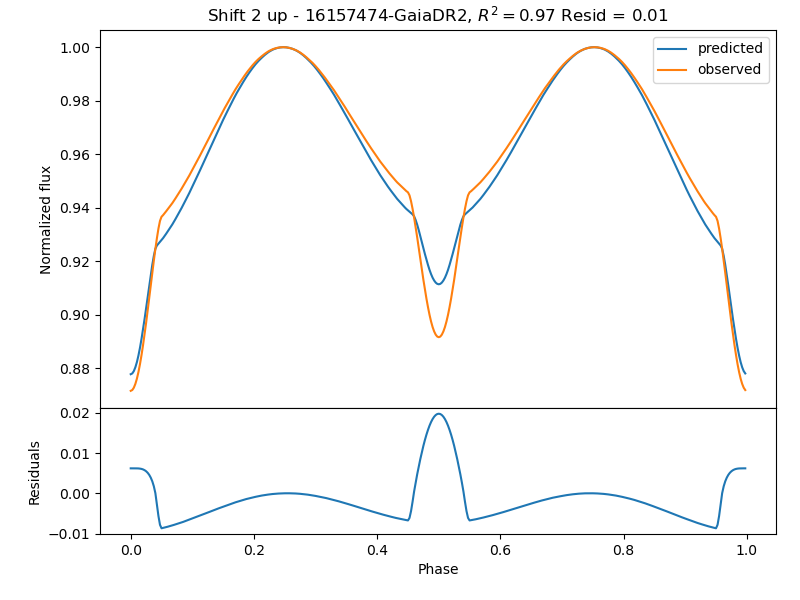 Shift 2 up - 16157474-GaiaDR2, R² = 0.97 Resid = 0.01
predicted
observed
Normalized flux
1.00
0.98
0.96
0.94
0.92
0.90
0.88
Residuals
0.02
0.01
0.00
−0.01
0.0 0.2 0.4 0.6 0.8 1.0
Phase